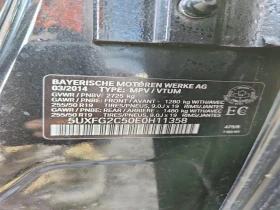 BAYERISCHE MOTOREN WERKE AG
03/2014 TYPE: MPV / VTUM
GVWR / PNBV: 2725 kg
GAWR / PNBE: FRONT / AVANT - 1280 kg WITH/AVEC
255/50 R19 TIRES/PNEUS, 9.0J x 19 RIMS/JANTES
GAWR / PNBE: REAR / ARRIERE - 1480 kg WITH/AVEC
255/50 R19 TIRES/PNEUS, 9.0J x 19 RIMS/JANTES
5UXFG2C50E0H11358
EC